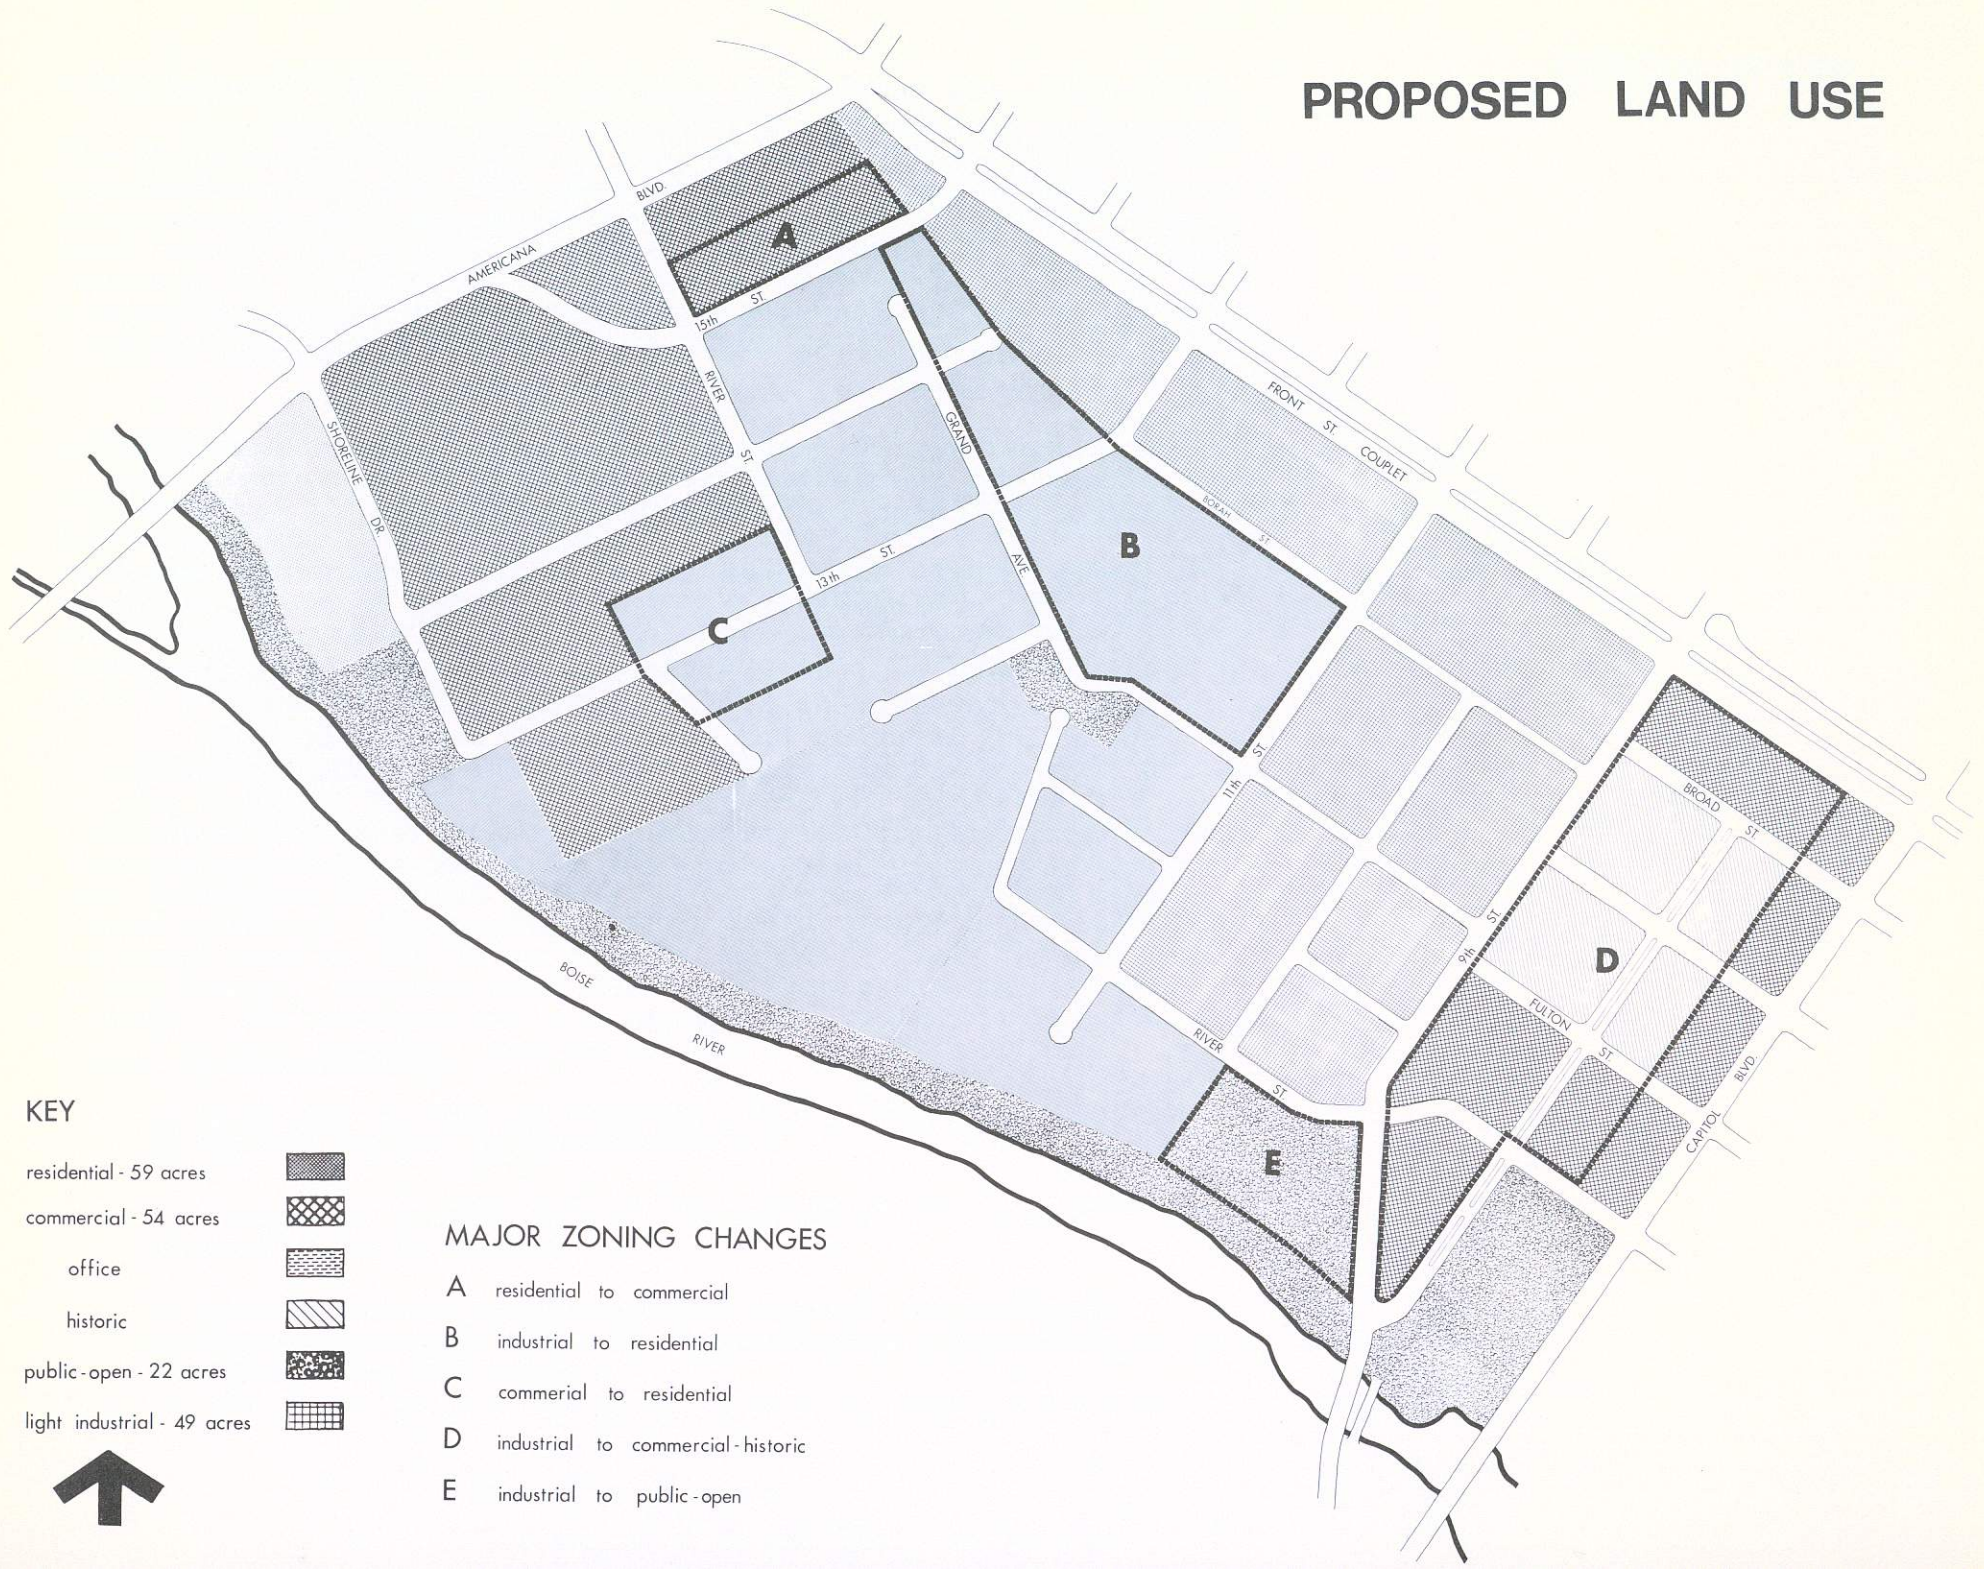 PROPOSED LAND USE
BLVD.
AMERICANA
A
ST.
15th
RIVER
ST.
GRAND
AVE.
SHORELINE
DR.
FRONT ST. COUPLET
BORAH ST.
B
ST.
13th
C
ST.
11th
BROAD ST.
D
ST.
9th
FULTON ST.
BLVD.
CAPITOL
RIVER ST.
E
BOISE RIVER
KEY
residential - 59 acres
commercial - 54 acres
office
historic
public-open - 22 acres
light industrial - 49 acres
MAJOR ZONING CHANGES
A residential to commercial
B industrial to residential
C commerial to residential
D industrial to commercial-historic
E industrial to public-open